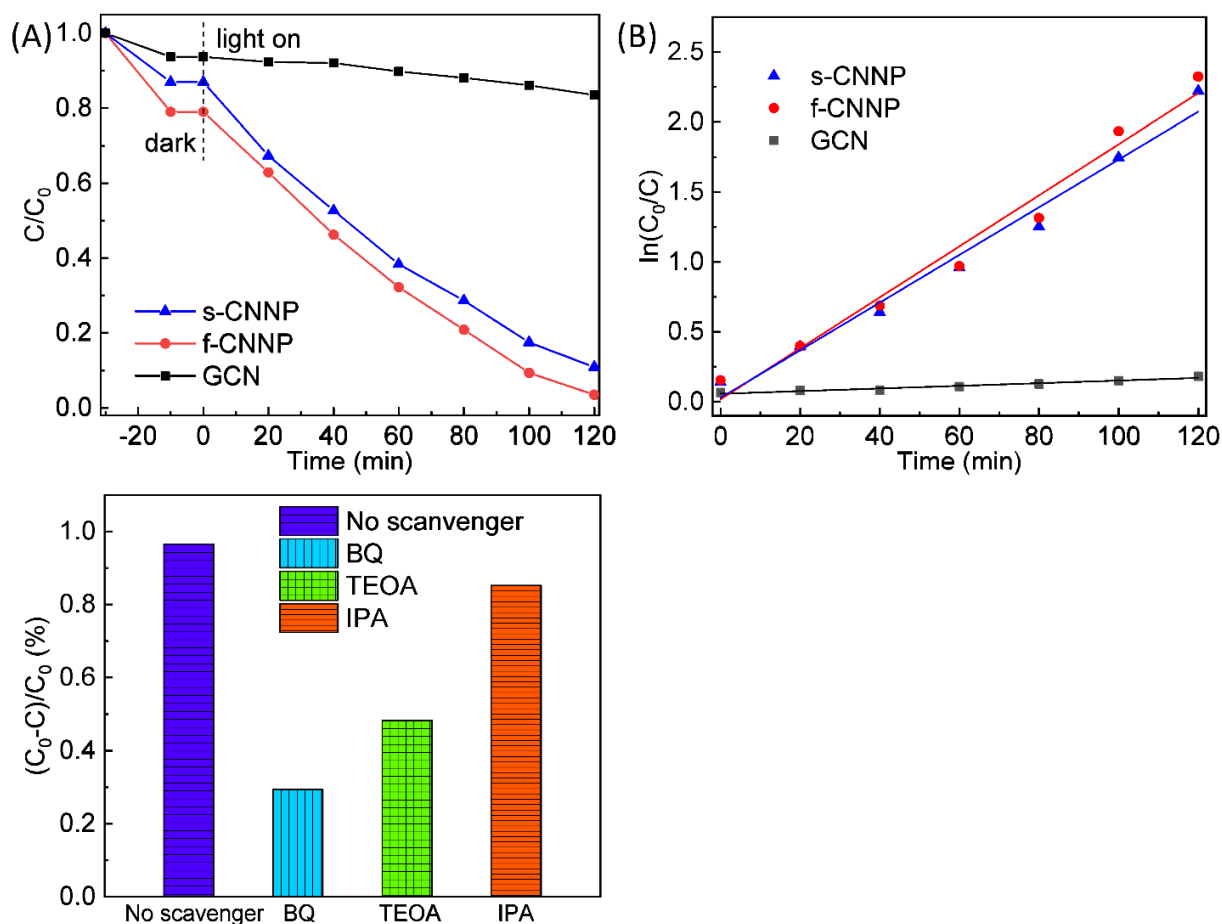 (A)
1.0
0.8
0.6
0.4
0.2
0.0
C/C₀
light on
dark
s-CNNP
f-CNNP
GCN
-20 0 20 40 60 80 100 120
Time (min)
(B)
2.5
2.0
1.5
1.0
0.5
0.0
ln(C₀/C)
s-CNNP
f-CNNP
GCN
0 20 40 60 80 100 120
Time (min)
1.0
0.8
0.6
0.4
0.2
0.0
(C₀-C)/C₀ (%)
No scanvenger
BQ
TEOA
IPA
No scavenger BQ TEOA IPA